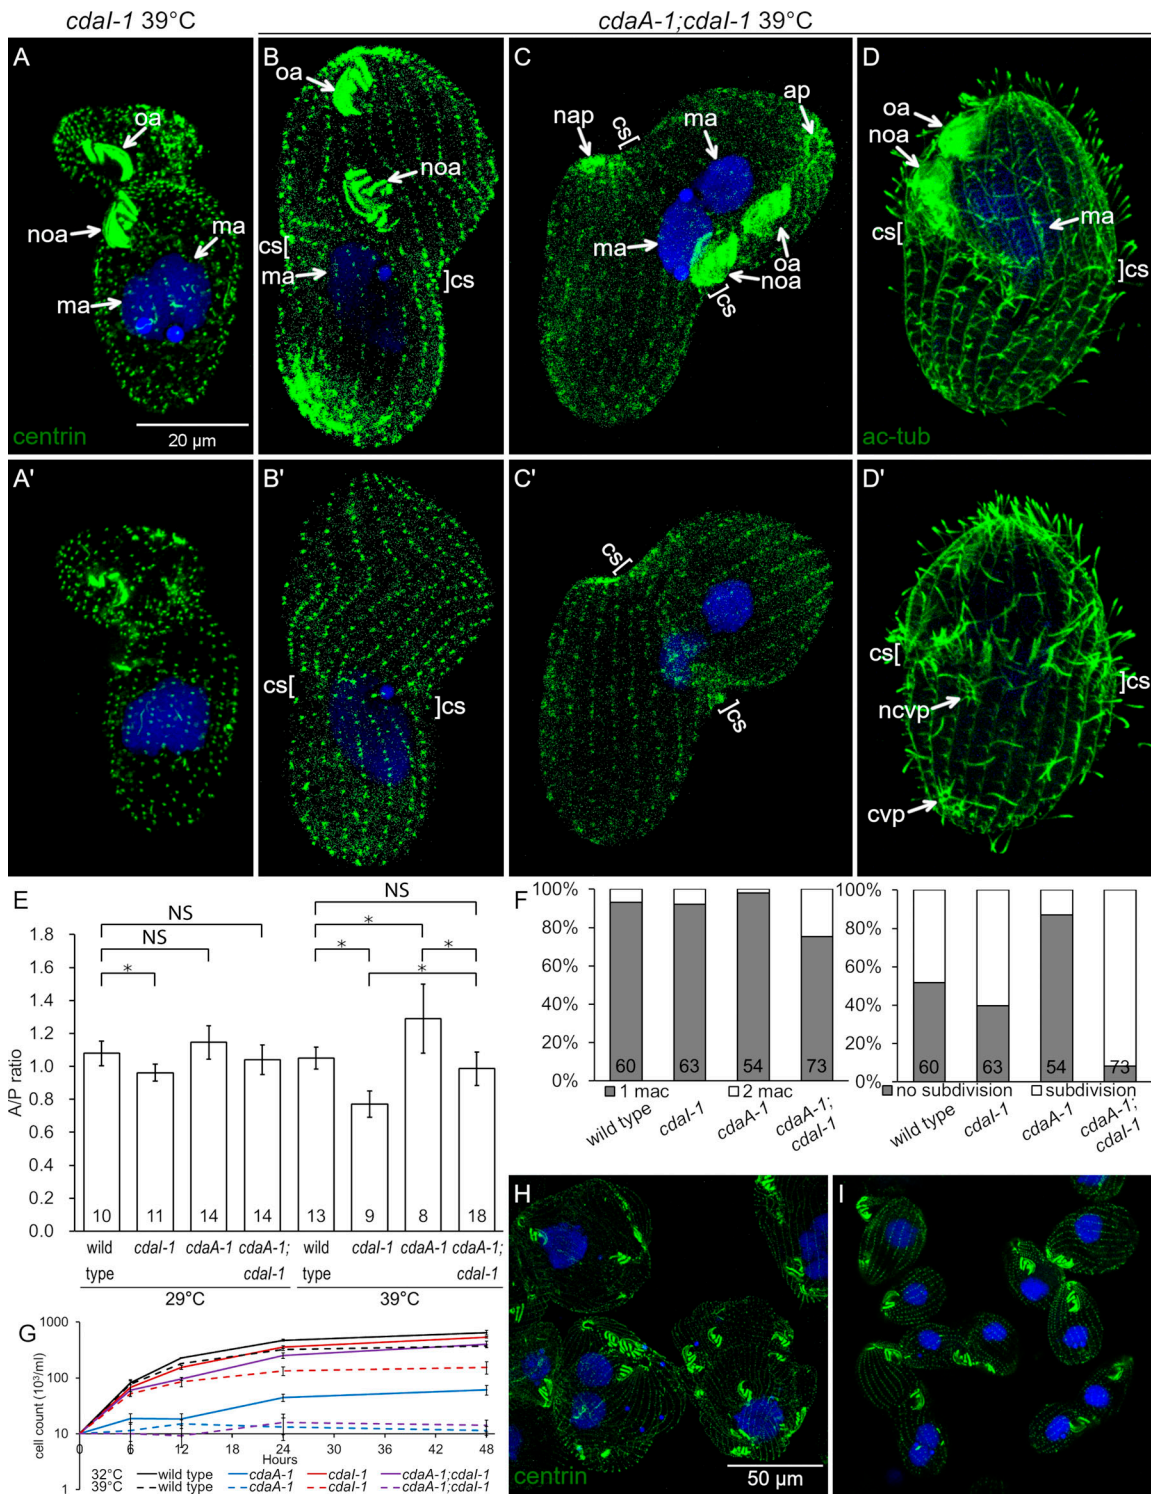 cdaI-1 39°C
cdaA-1;cdaI-1 39°C
A
oa
noa
ma
ma
centrin
20 µm
B
oa
noa
cs[
ma
]cs
C
nap
cs[
ma
ap
ma
oa
noa
]cs
D
oa
noa
cs[
ma
]cs
ac-tub
A'
B'
cs[
]cs
C'
cs[
]cs
D'
cs[
]cs
ncvp
cvp
E
NS
NS
*
NS
*
*
*
*
A/P ratio
1.8
1.6
1.4
1.2
1.0
0.8
0.6
0.4
0.2
0.0
10
11
14
14
13
9
8
18
wild type
cdaI-1
cdaA-1
cdaA-1; cdaI-1
wild type
cdaI-1
cdaA-1
cdaA-1; cdaI-1
29°C
39°C
F
100%
80%
60%
40%
20%
0%
60
63
54
73
1 mac
2 mac
wild type
cdaI-1
cdaA-1
cdaA-1; cdaI-1
100%
80%
60%
40%
20%
0%
60
63
54
73
no subdivision
subdivision
wild type
cdaI-1
cdaA-1
cdaA-1; cdaI-1
G
cell count (10³/ml)
1000
100
10
1
0
6
12
18
24
30
36
42
48
Hours
32°C wild type cdaA-1 cdaI-1 cdaA-1;cdaI-1
39°C wild type cdaA-1 cdaI-1 cdaA-1;cdaI-1
H
centrin
50 µm
I